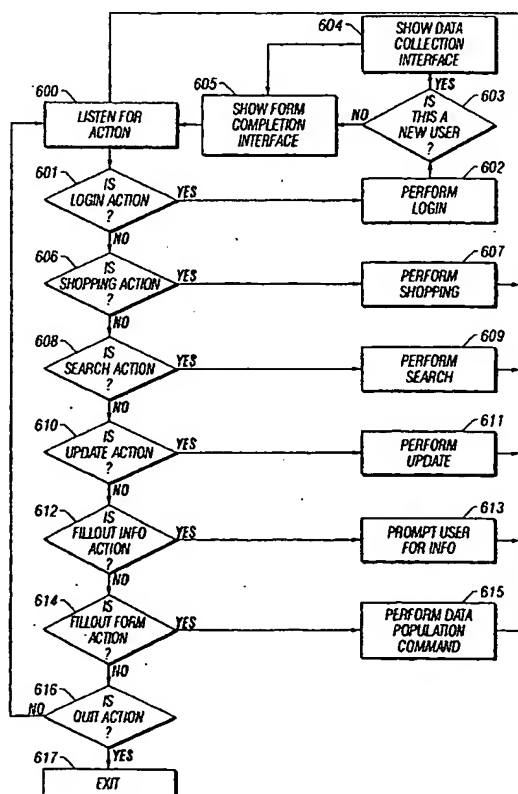 604
SHOW DATA
COLLECTION
INTERFACE
605
SHOW FORM
COMPLETION
INTERFACE
YES
NO
IS
THIS A
NEW USER
?
603
600
LISTEN FOR
ACTION
601
IS
LOGIN ACTION
?
YES
NO
602
PERFORM
LOGIN
606
IS
SHOPPING ACTION
?
YES
NO
607
PERFORM
SHOPPING
608
IS
SEARCH ACTION
?
YES
NO
609
PERFORM
SEARCH
610
IS
UPDATE ACTION
?
YES
NO
611
PERFORM
UPDATE
612
IS
FILLOUT INFO
ACTION
?
YES
NO
613
PROMPT USER
FOR INFO
614
IS
FILLOUT FORM
ACTION
?
YES
NO
615
PERFORM DATA
POPULATION
COMMAND
616
NO
IS
QUIT ACTION
?
YES
617
EXIT